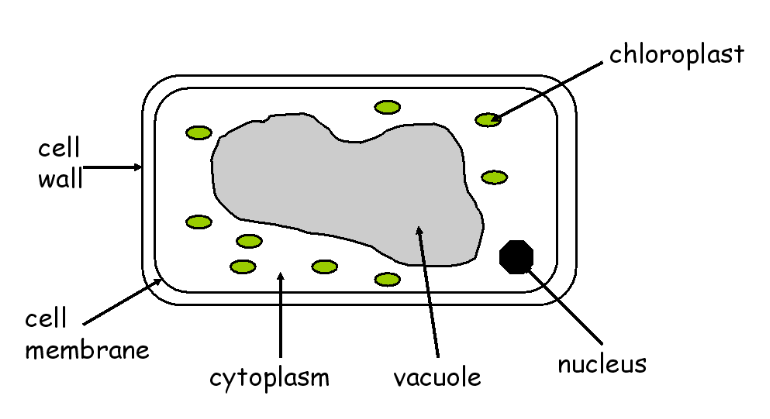 chloroplast
cell
wall
cell
membrane
cytoplasm
vacuole
nucleus